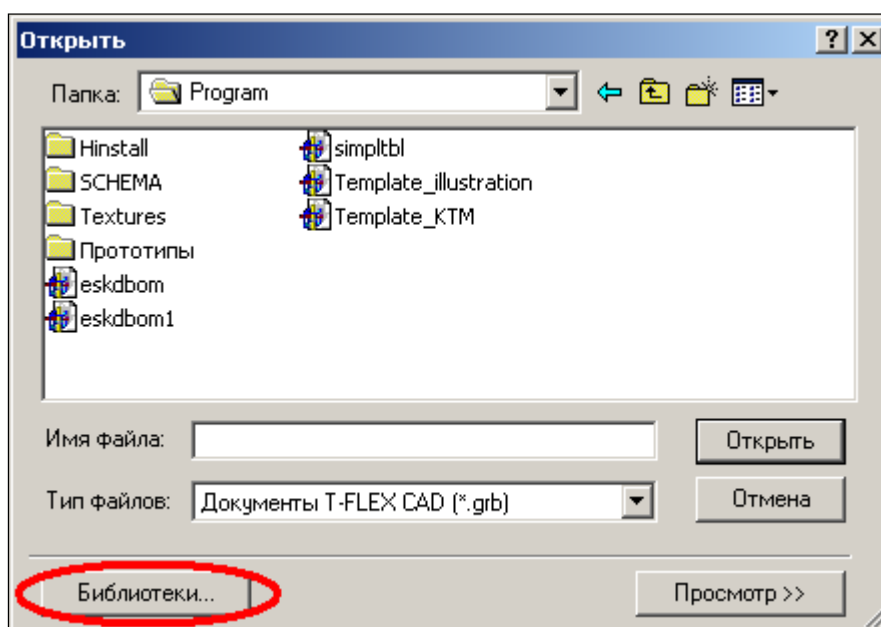 Открыть
Папка: Program
Hinstall
SCHEMA
Textures
Прототипы
eskdbom
eskdbom1
simpltbl
Template_illustration
Template_KTM
Имя файла:
Открыть
Тип файлов: Документы T-FLEX CAD (*.grb)
Отмена
Библиотеки...
Просмотр >>